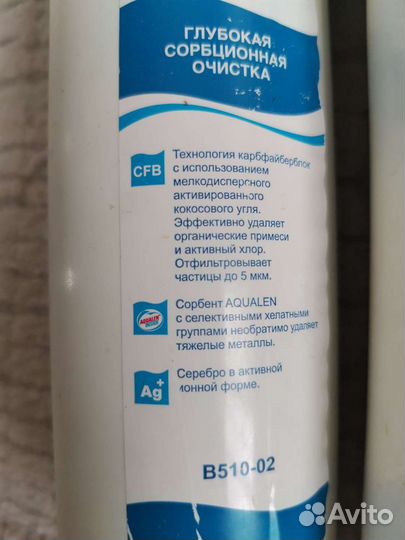 ГЛУБОКАЯ
СОРБЦИОННАЯ
ОЧИСТКА
CFB
Технология карбфайберблок
с использованием
мелкодисперсного
активированного
кокосового угля.
Эффективно удаляет
органические примеси
и активный хлор.
Отфильтровывает
частицы до 5 мкм.
AQUALEN
Сорбент AQUALEN
с селективными хелатными
группами необратимо удаляет
тяжелые металлы.
Ag+
Серебро в активной
ионной форме.
B510-02
Avito